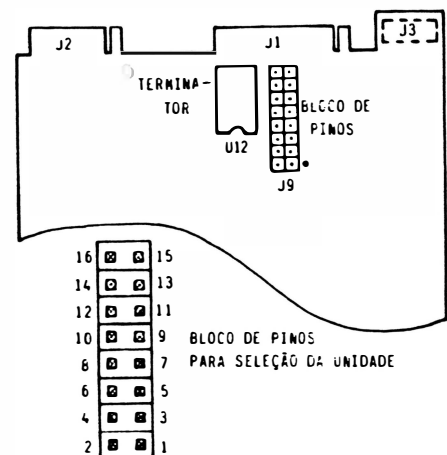 J2 J1 J3
TERMINA-
TOR
BLOCO DE
PINOS
U12
J9
16 15
14 13
12 11
10 9
8 7
6 5
4 3
2 1
BLOCO DE PINOS
PARA SELEÇÃO DA UNIDADE